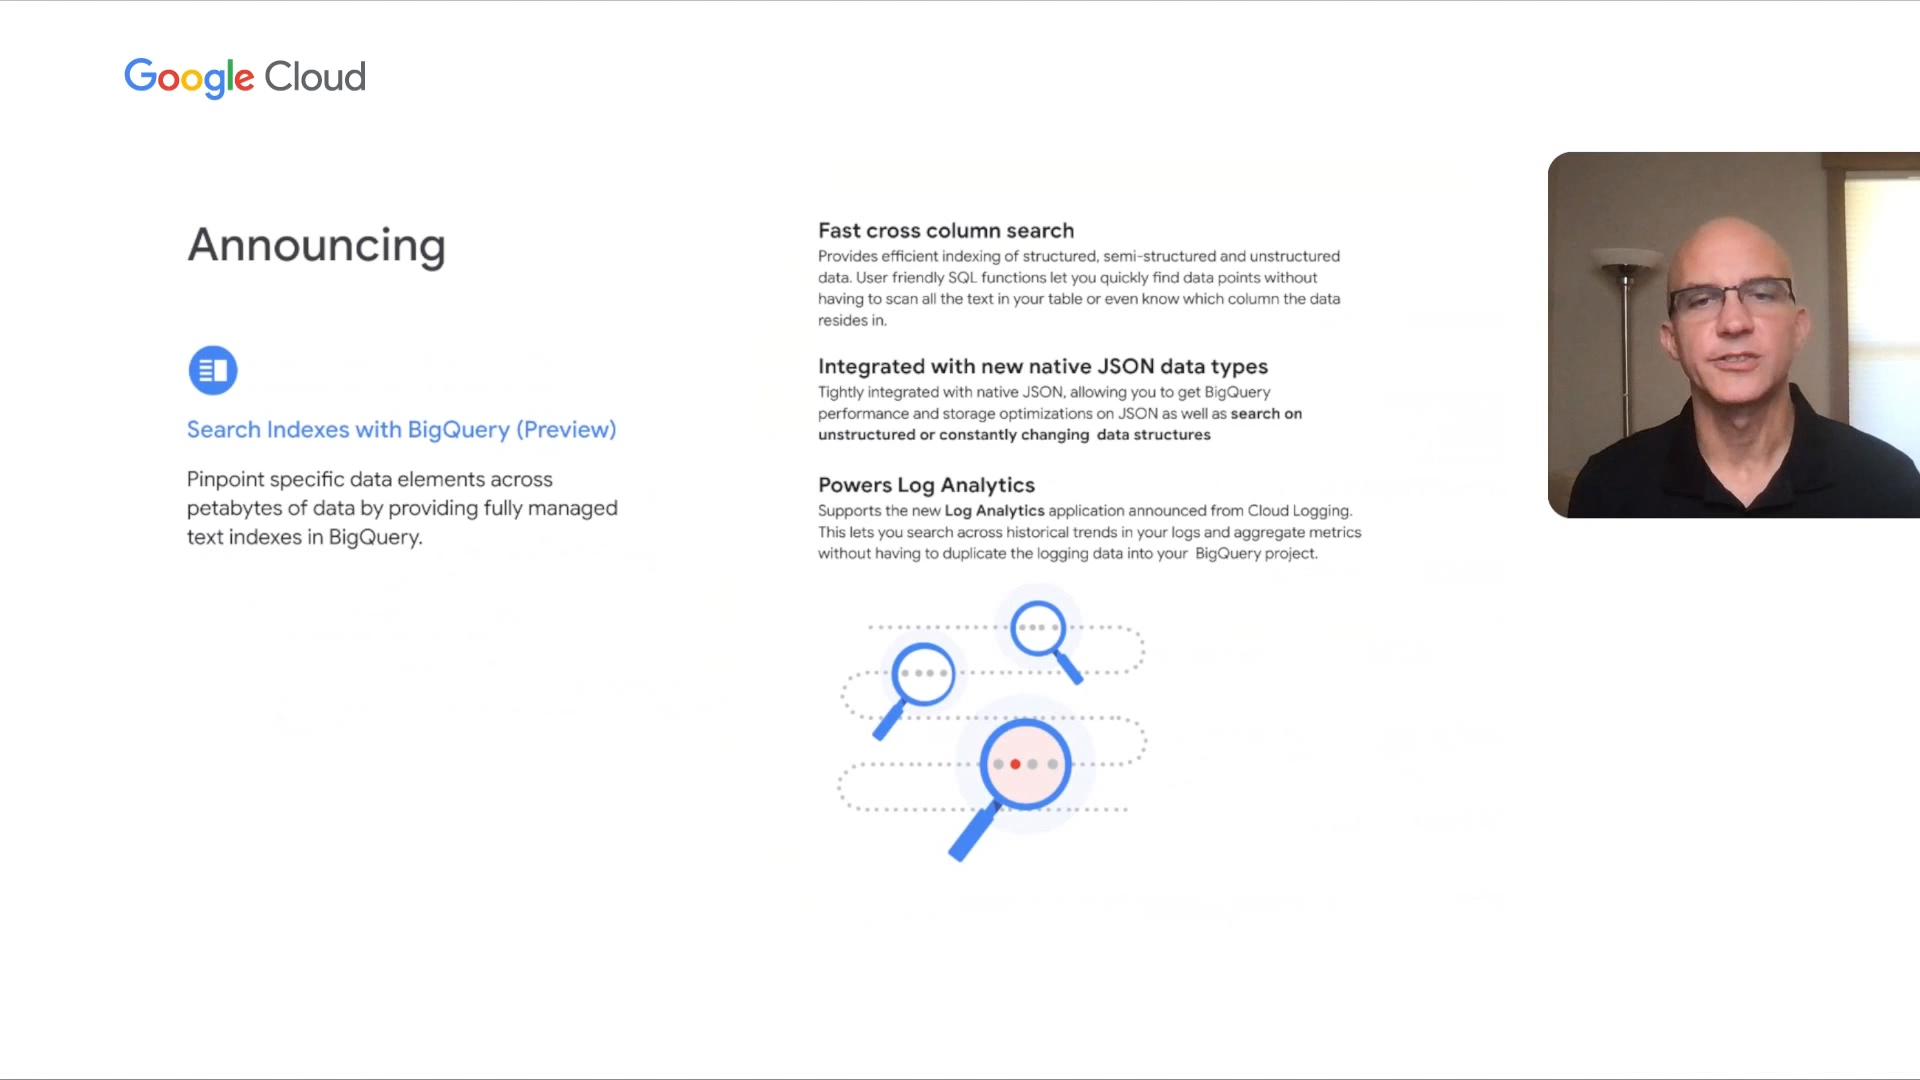 Google Cloud
Announcing
Search Indexes with BigQuery (Preview)
Pinpoint specific data elements across
petabytes of data by providing fully managed
text indexes in BigQuery.
Fast cross column search
Provides efficient indexing of structured, semi-structured and unstructured
data. User friendly SQL functions let you quickly find data points without
having to scan all the text in your table or even know which column the data
resides in.
Integrated with new native JSON data types
Tightly integrated with native JSON, allowing you to get BigQuery
performance and storage optimizations on JSON as well as search on
unstructured or constantly changing data structures
Powers Log Analytics
Supports the new Log Analytics application announced from Cloud Logging.
This lets you search across historical trends in your logs and aggregate metrics
without having to duplicate the logging data into your BigQuery project.